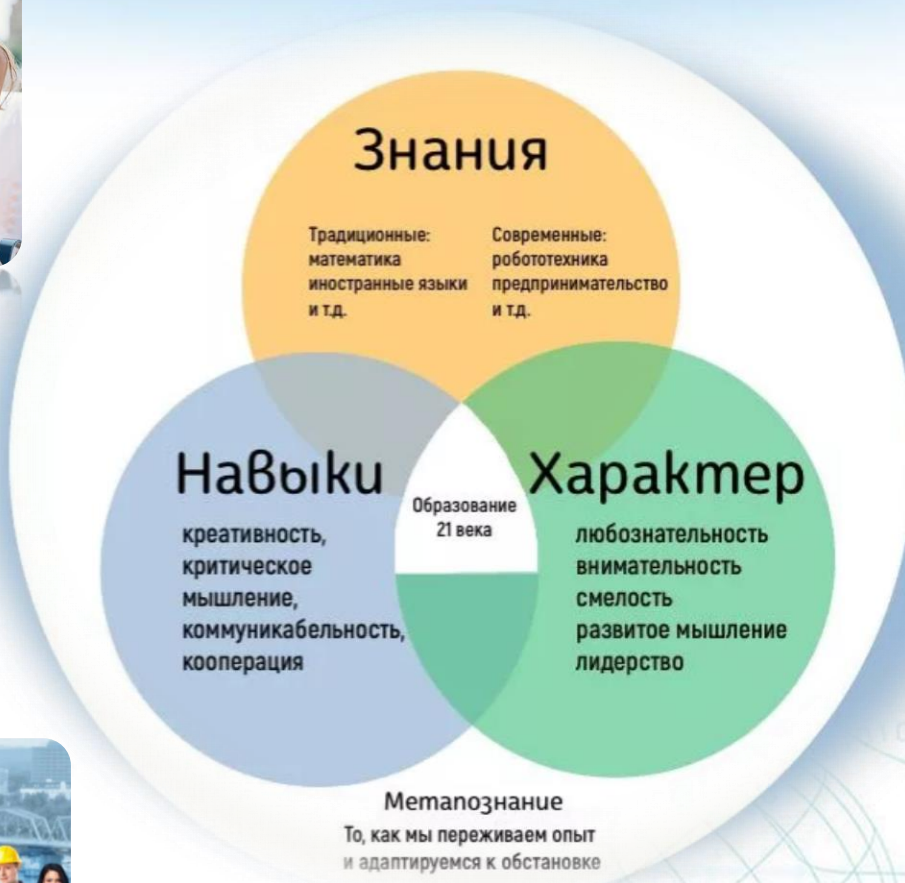 Знания
Традиционные:
математика
иностранные языки
и т.д.
Современные:
робототехника
предпринимательство
и т.д.
Навыки
креативность,
критическое
мышление,
коммуникабельность,
кооперация
Образование
21 века
Характер
любознательность
внимательность
смелость
развитое мышление
лидерство
Метапознание
То, как мы переживаем опыт
и адаптируемся к обстановке